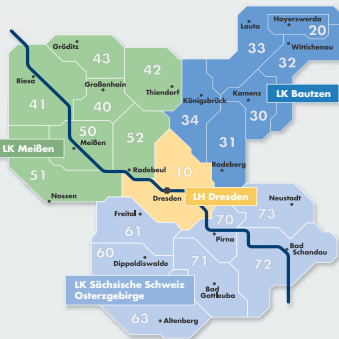 Hoyerswerda
Lauta
20
33
Wittichenau
32
Gröditz
43
42
Riesa
Großenhain
Thiendorf
Kamenz
Königsbrück
LK Bautzen
41
40
30
34
50
Meißen
52
31
LK Meißen
51
10
Radebeul
Radeberg
Nossen
Dresden
LH Dresden
Neustadt
73
Freital
61
70
Pirna
60
Bad
Schandau
Dippoldiswalde
71
72
LK Sächsische Schweiz
Osterzgebirge
Bad
Gottleuba
63
Altenberg